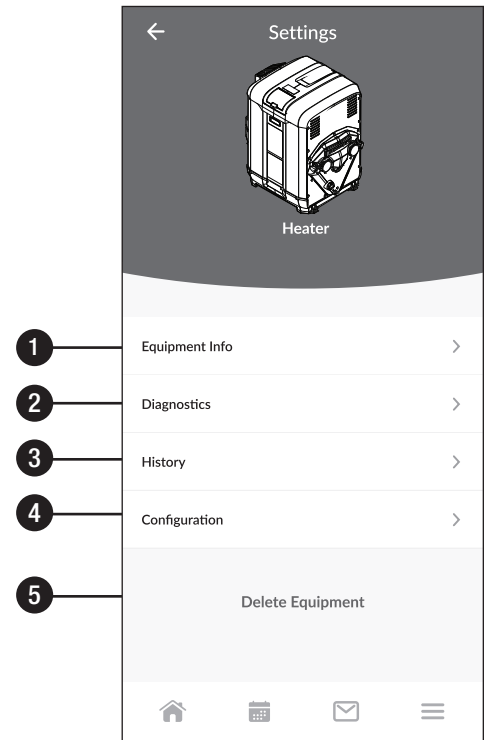 Settings
Heater
1 Equipment Info
2 Diagnostics
3 History
4 Configuration
5 Delete Equipment